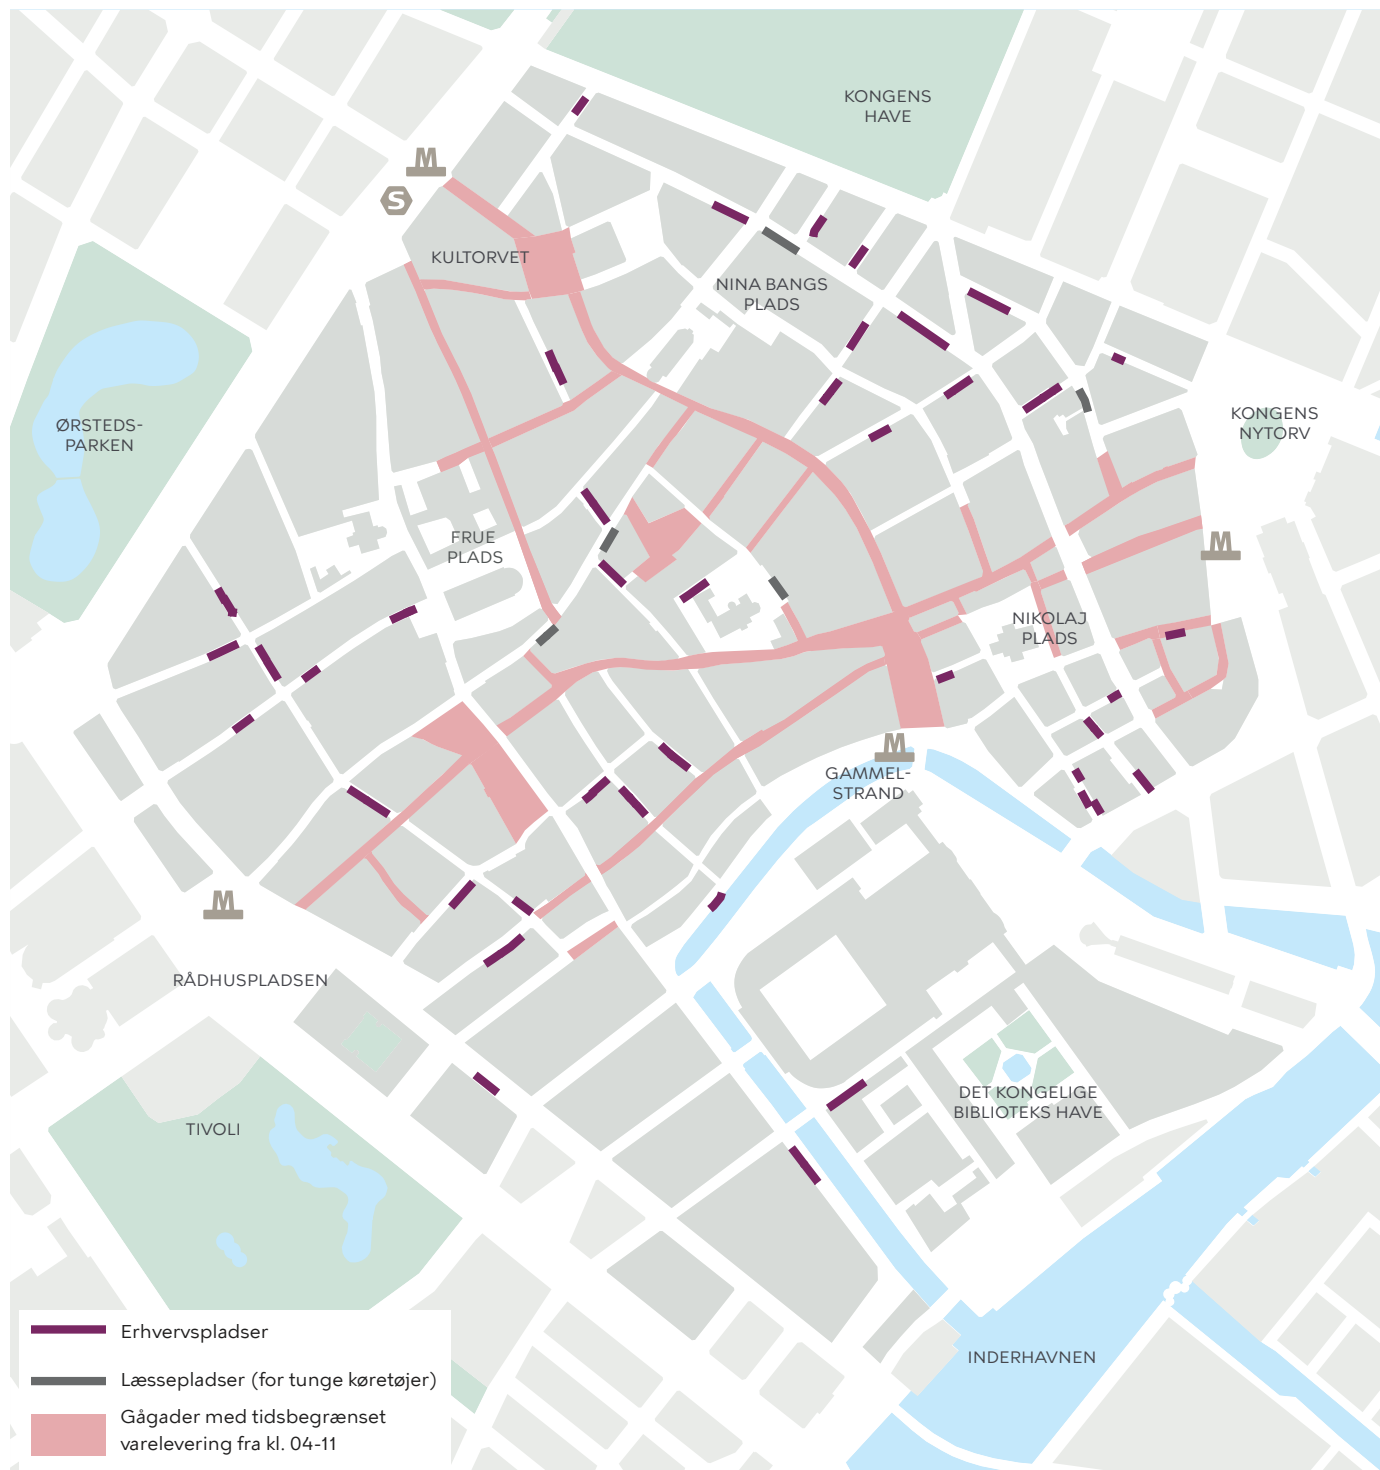 KONGENS
HAVE
M
S
KULTORVET
NINA BANGS
PLADS
ØRSTEDS-
PARKEN
KONGENS
NYTORV
FRUE
PLADS
M
NIKOLAJ
PLADS
M
GAMMEL-
STRAND
M
RÅDHUSPLADSEN
DET KONGELIGE
BIBLIOTEKS HAVE
TIVOLI
INDERHAVNEN
Erhvervspladser
Læssepladser (for tunge køretøjer)
Gågader med tidsbegrænset
varelevering fra kl. 04-11